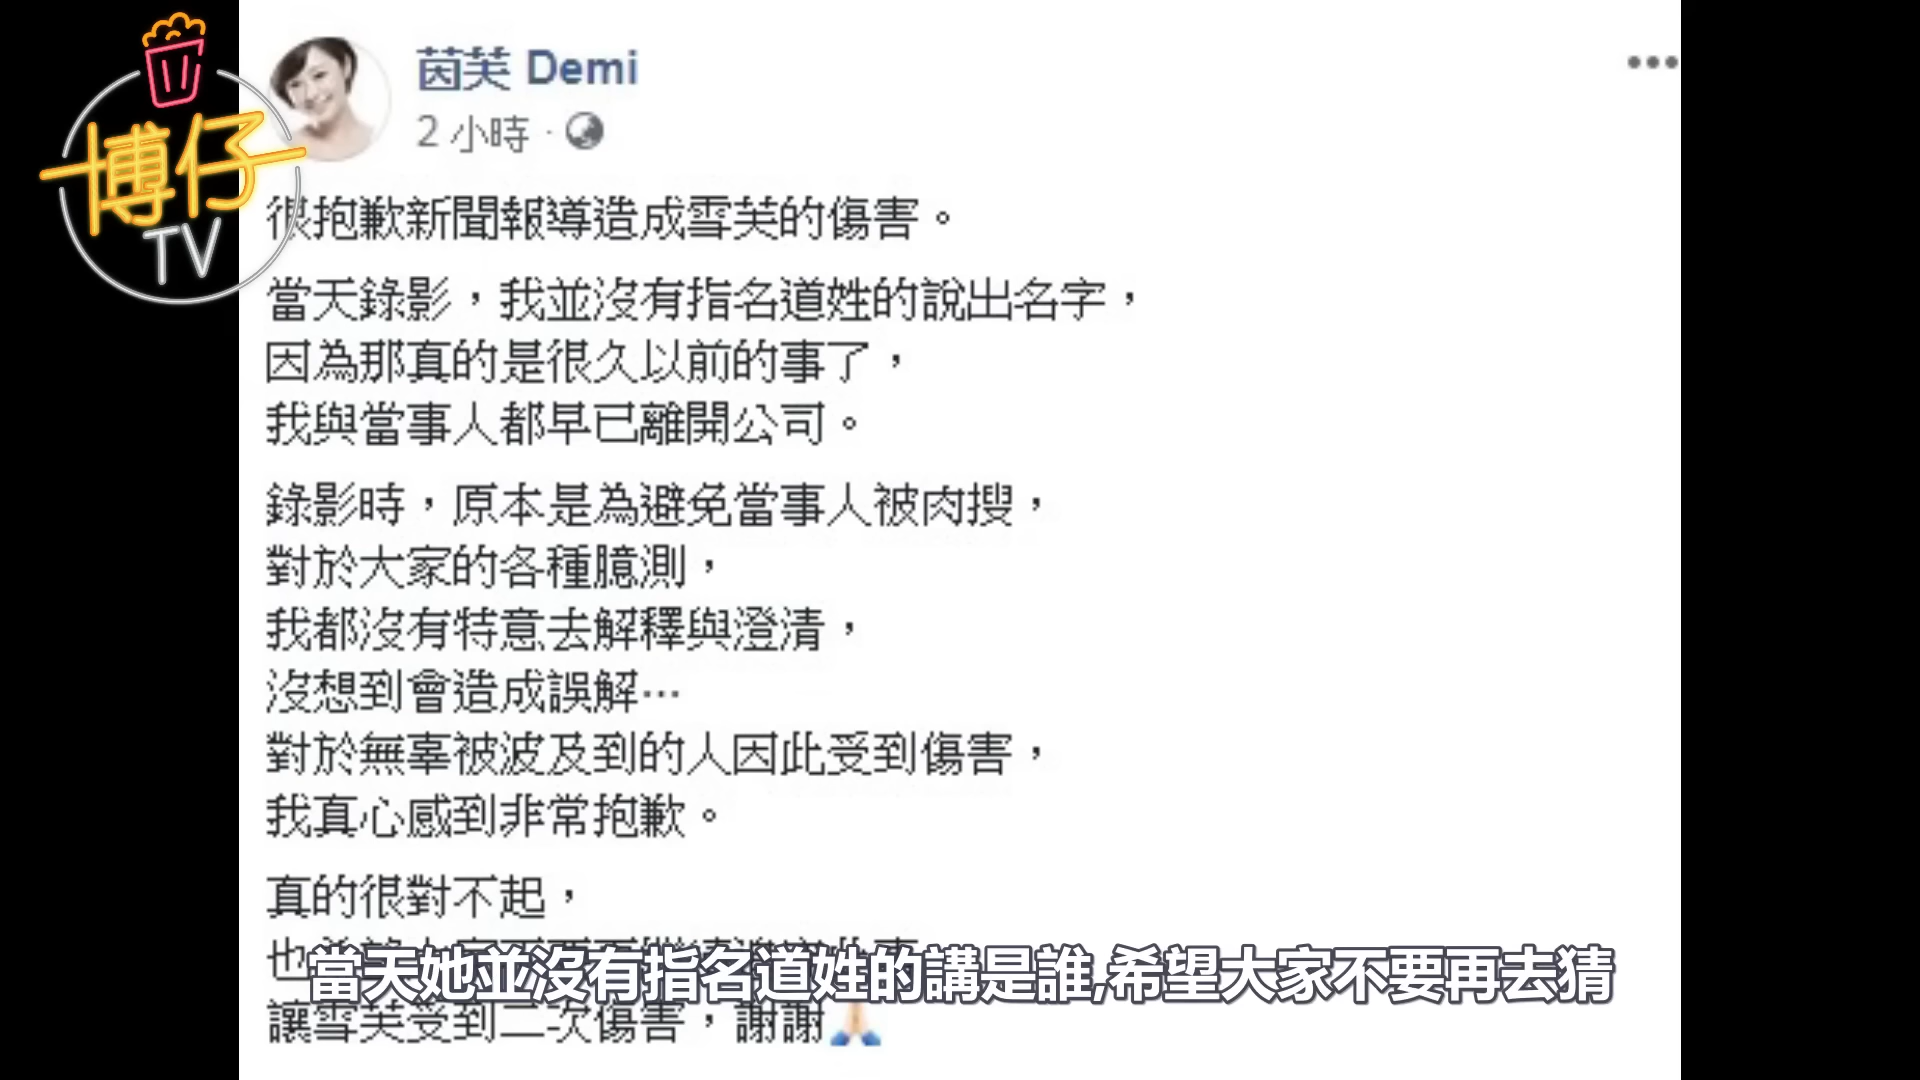 博仔
TV
茵芙 Demi
2 小時 ·
很抱歉新聞報導造成雪芙的傷害。
當天錄影，我並沒有指名道姓的說出名字，
因為那真的是很久以前的事了，
我與當事人都早已離開公司。
錄影時，原本是為避免當事人被肉搜，
對於大家的各種臆測，
我都沒有特意去解釋與澄清，
沒想到會造成誤解…
對於無辜被波及到的人因此受到傷害，
我真心感到非常抱歉。
真的很對不起，
也
當天她並沒有指名道姓的講是誰,希望大家不要再去猜
讓雪芙受到二次傷害，謝謝🙏